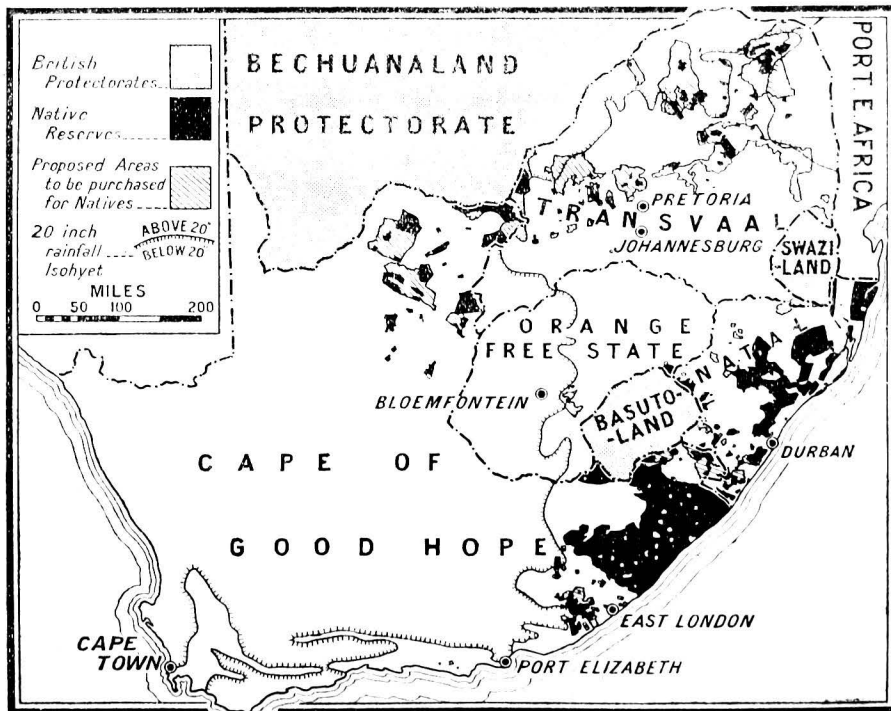 British
Protectorates
Native
Reserves
Proposed Areas
to be purchased
for Natives
20 inch
rainfall
Isohyet
ABOVE 20"
BELOW 20"
MILES
0 50 100 200
BECHUANALAND
PROTECTORATE
PORT. E. AFRICA
TRANSVAAL
PRETORIA
JOHANNESBURG
SWAZI-
LAND
ORANGE
FREE STATE
NATAL
BLOEMFONTEIN
BASUTO-
LAND
DURBAN
CAPE OF
GOOD HOPE
EAST LONDON
CAPE
TOWN
PORT ELIZABETH